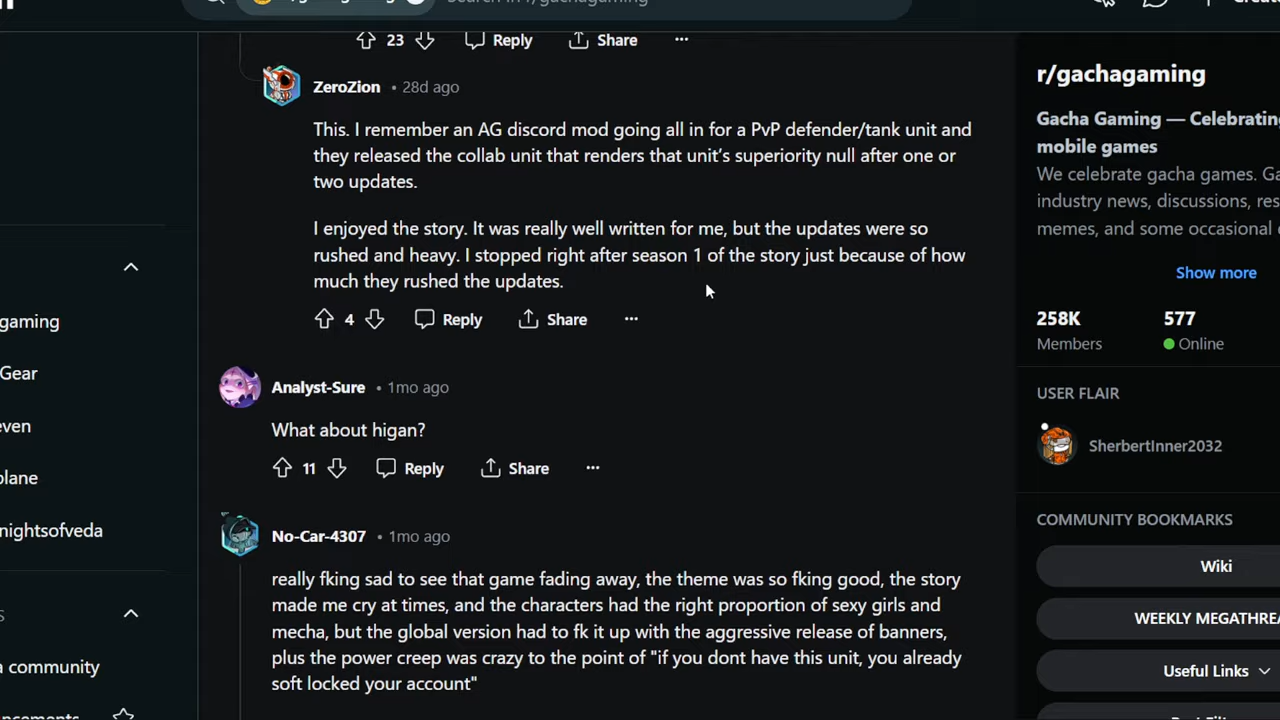 23 Reply Share
ZeroZion • 28d ago
This. I remember an AG discord mod going all in for a PvP defender/tank unit and
they released the collab unit that renders that unit’s superiority null after one or
two updates.
I enjoyed the story. It was really well written for me, but the updates were so
rushed and heavy. I stopped right after season 1 of the story just because of how
much they rushed the updates.
4 Reply Share
Analyst-Sure • 1mo ago
What about higan?
11 Reply Share
No-Car-4307 • 1mo ago
really fking sad to see that game fading away, the theme was so fking good, the story
made me cry at times, and the characters had the right proportion of sexy girls and
mecha, but the global version had to fk it up with the aggressive release of banners,
plus the power creep was crazy to the point of "if you dont have this unit, you already
soft locked your account"
gaming
Gear
even
plane
nightsofveda
a community
r/gachagaming
Gacha Gaming — Celebrating
mobile games
We celebrate gacha games. Ga
industry news, discussions, res
memes, and some occasional
Show more
258K 577
Members Online
USER FLAIR
SherbertInner2032
COMMUNITY BOOKMARKS
Wiki
WEEKLY MEGATHREA
Useful Links